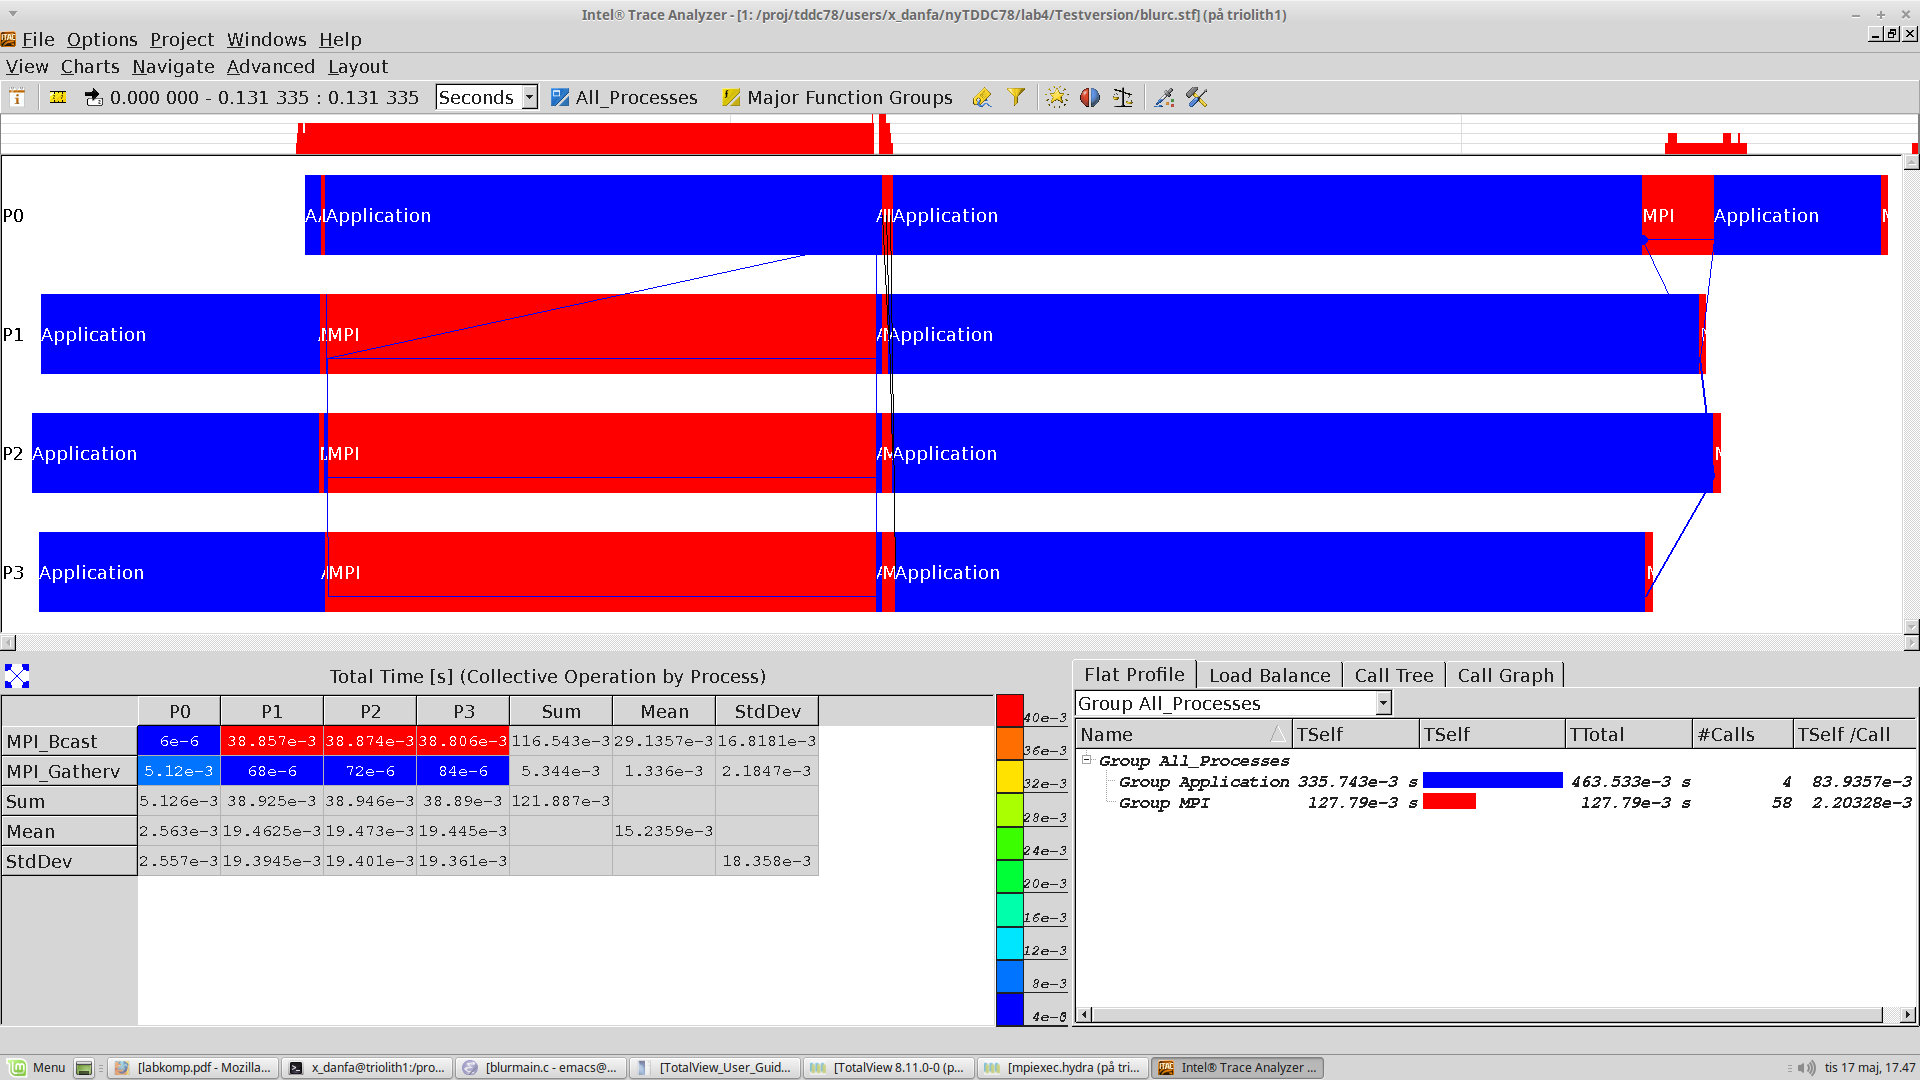 Intel® Trace Analyzer - [1: /proj/tddc78/users/x_danfa/nyTDDC78/lab4/Testversion/blurc.stf] (på triolith1)
File Options Project Windows Help
View Charts Navigate Advanced Layout
0.000 000 - 0.131 335 : 0.131 335 Seconds All_Processes Major Function Groups
P0 Application Application MPI Application
P1 Application MPI Application
P2 Application MPI Application
P3 Application MPI Application
Total Time [s] (Collective Operation by Process)
P0 P1 P2 P3 Sum Mean StdDev
MPI_Bcast 6e-6 38.857e-3 38.874e-3 38.806e-3 116.543e-3 29.1357e-3 16.8181e-3
MPI_Gatherv 5.12e-3 68e-6 72e-6 84e-6 5.344e-3 1.336e-3 2.1847e-3
Sum 5.126e-3 38.925e-3 38.946e-3 38.89e-3 121.887e-3
Mean 2.563e-3 19.4625e-3 19.473e-3 19.445e-3 15.2359e-3
StdDev 2.557e-3 19.3945e-3 19.401e-3 19.361e-3 18.358e-3
40e-3
36e-3
32e-3
28e-3
24e-3
20e-3
16e-3
12e-3
8e-3
Flat Profile Load Balance Call Tree Call Graph
Group All_Processes
Name TSelf TSelf TTotal #Calls TSelf /Call
Group All_Processes
Group Application 335.743e-3 s 463.533e-3 s 4 83.9357e-3
Group MPI 127.79e-3 s 127.79e-3 s 58 2.20328e-3
Menu [labkomp.pdf - Mozilla... x_danfa@triolith1:/pro... [blurmain.c - emacs@... [TotalView_User_Guid... [TotalView 8.11.0-0 (p... [mpiexec.hydra (på tri... Intel® Trace Analyzer ... tis 17 maj, 17.47